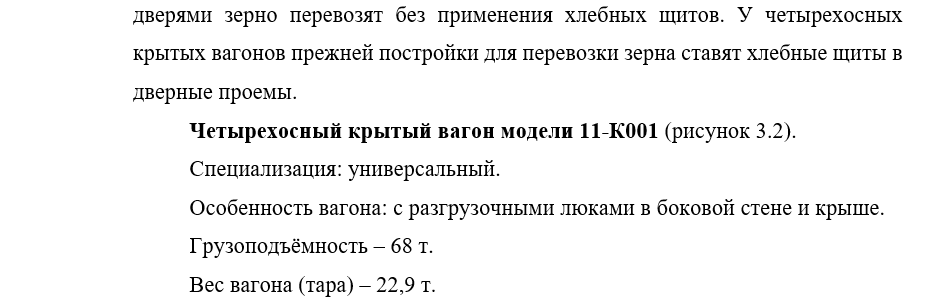 дверями зерно перевозят без применения хлебных щитов. У четырехосных
крытых вагонов прежней постройки для перевозки зерна ставят хлебные щиты в
дверные проемы.
Четырехосный крытый вагон модели 11-К001 (рисунок 3.2).
Специализация: универсальный.
Особенность вагона: с разгрузочными люками в боковой стене и крыше.
Грузоподъёмность – 68 т.
Вес вагона (тара) – 22,9 т.